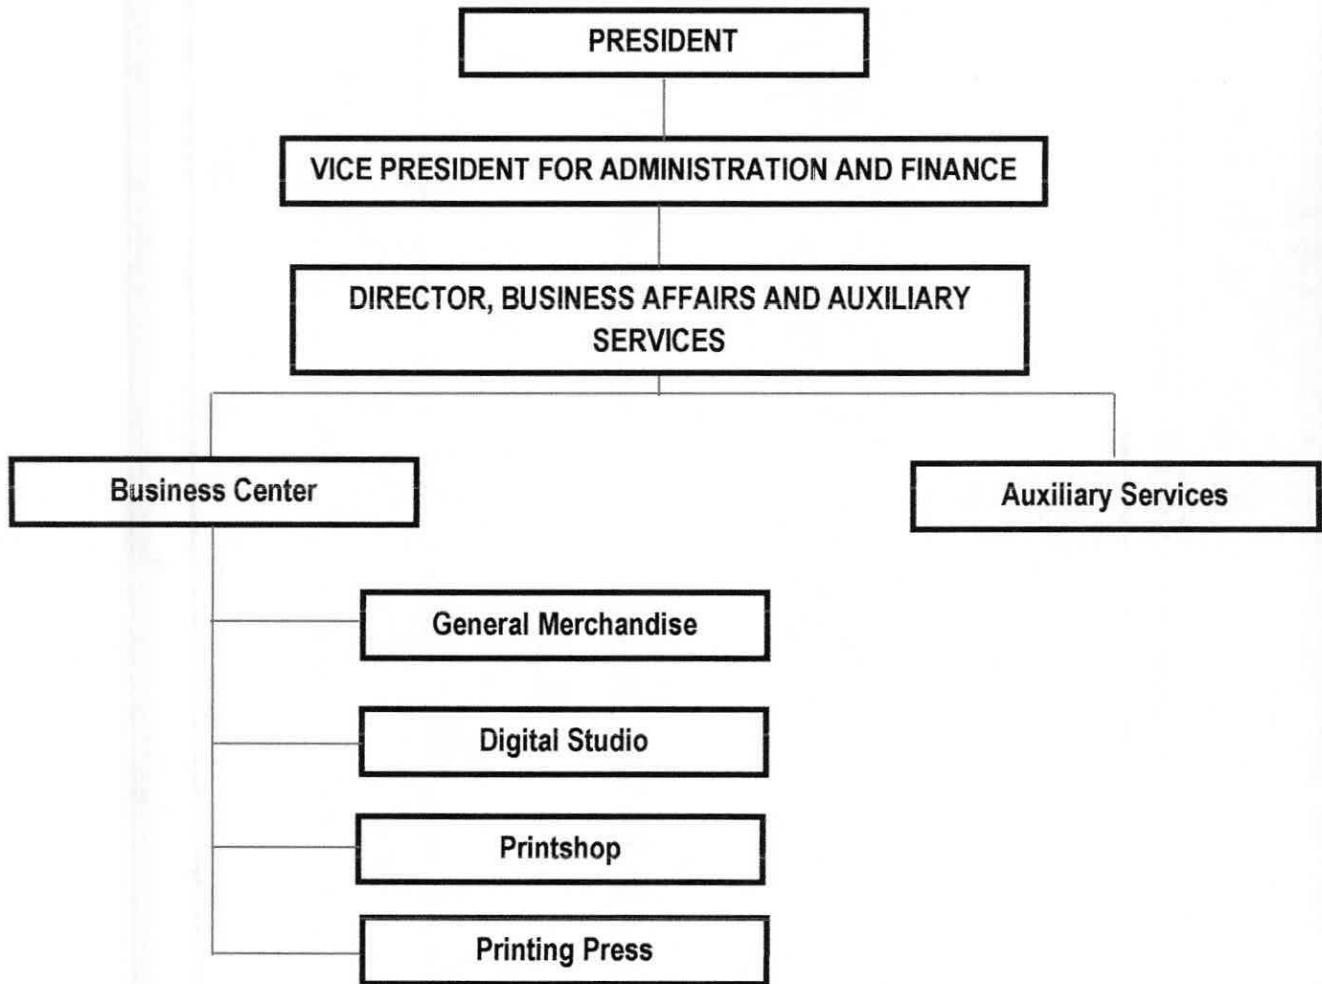 PRESIDENT
VICE PRESIDENT FOR ADMINISTRATION AND FINANCE
DIRECTOR, BUSINESS AFFAIRS AND AUXILIARY
SERVICES
Business Center
Auxiliary Services
General Merchandise
Digital Studio
Printshop
Printing Press